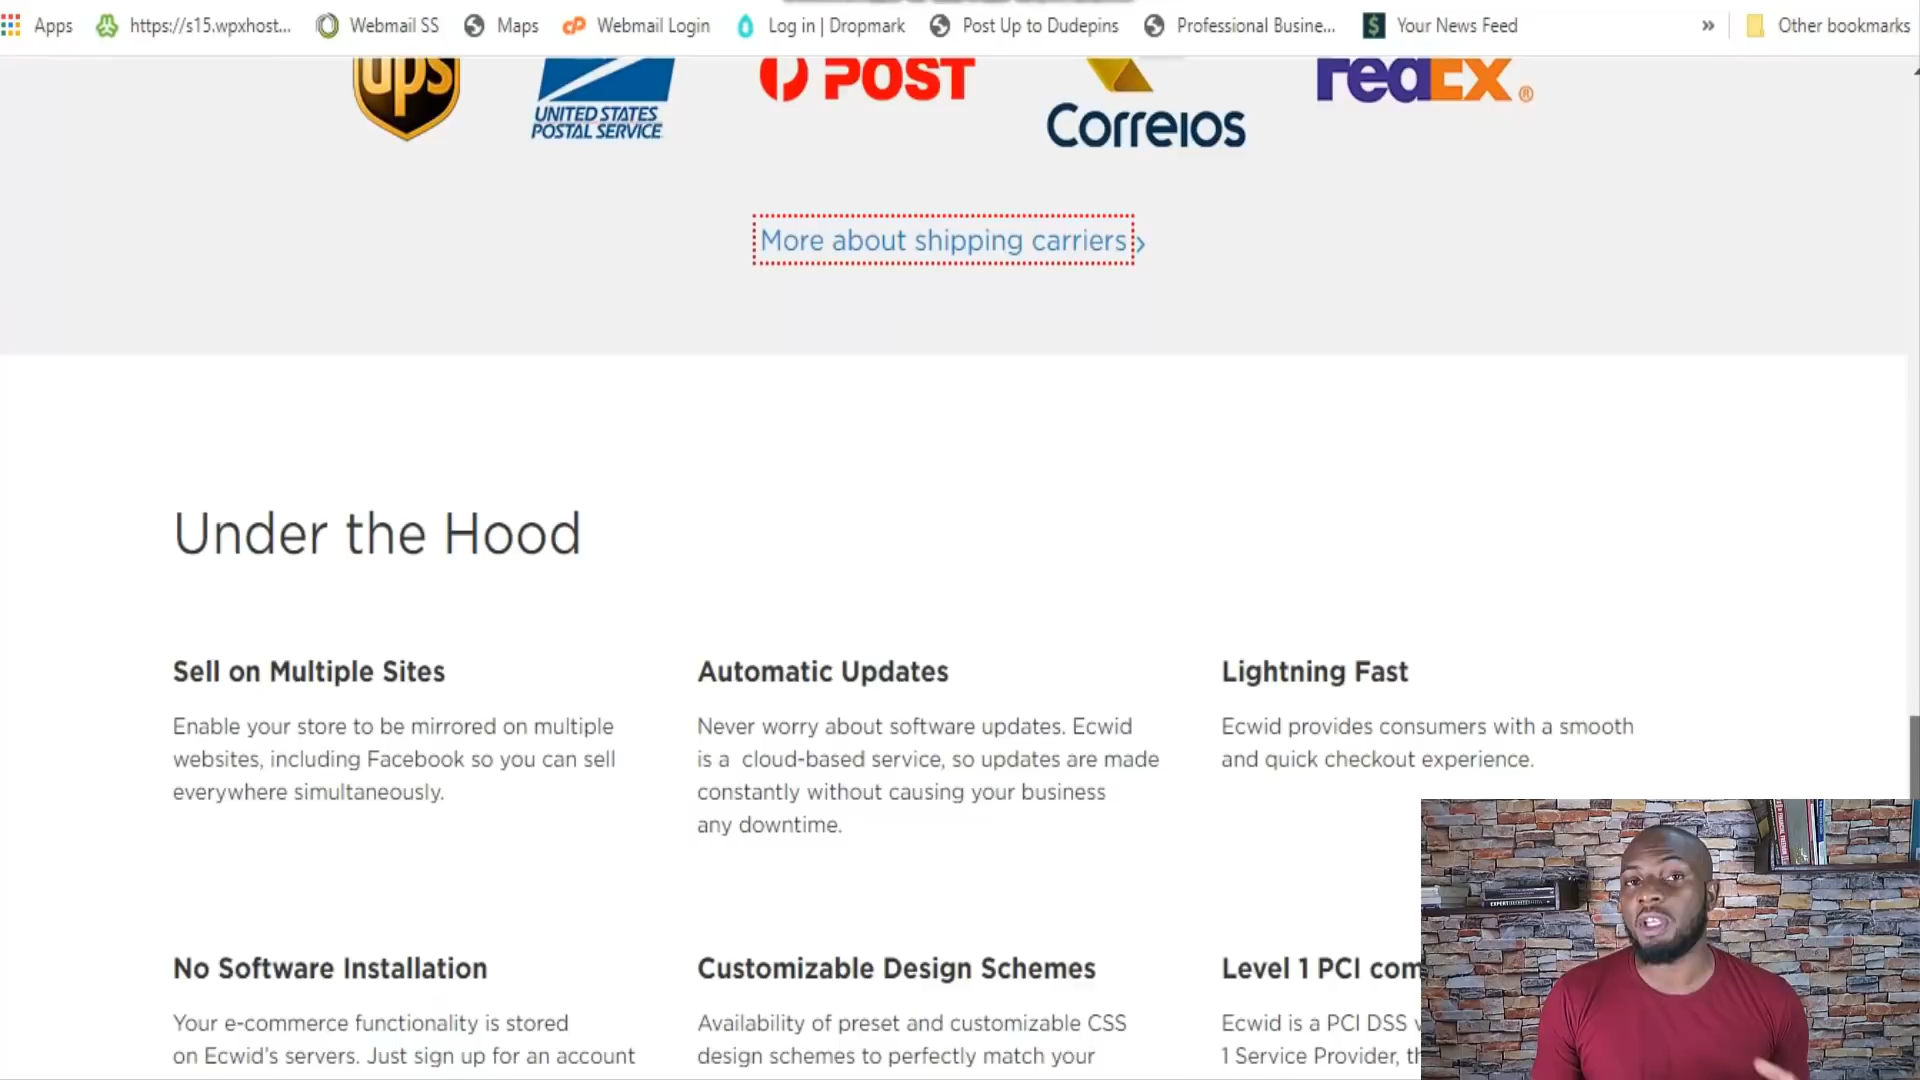 Apps https://s15.wpxhost... Webmail SS Maps Webmail Login Log in | Dropmark Post Up to Dudepins Professional Busine... Your News Feed » Other bookmarks
ups
UNITED STATES
POSTAL SERVICE
POST
Correios
FedEx®
More about shipping carriers ›
Under the Hood
Sell on Multiple Sites
Enable your store to be mirrored on multiple
websites, including Facebook so you can sell
everywhere simultaneously.
Automatic Updates
Never worry about software updates. Ecwid
is a cloud-based service, so updates are made
constantly without causing your business
any downtime.
Lightning Fast
Ecwid provides consumers with a smooth
and quick checkout experience.
No Software Installation
Your e-commerce functionality is stored
on Ecwid's servers. Just sign up for an account
Customizable Design Schemes
Availability of preset and customizable CSS
design schemes to perfectly match your
Level 1 PCI com
Ecwid is a PCI DSS
1 Service Provider, th
EXPERT